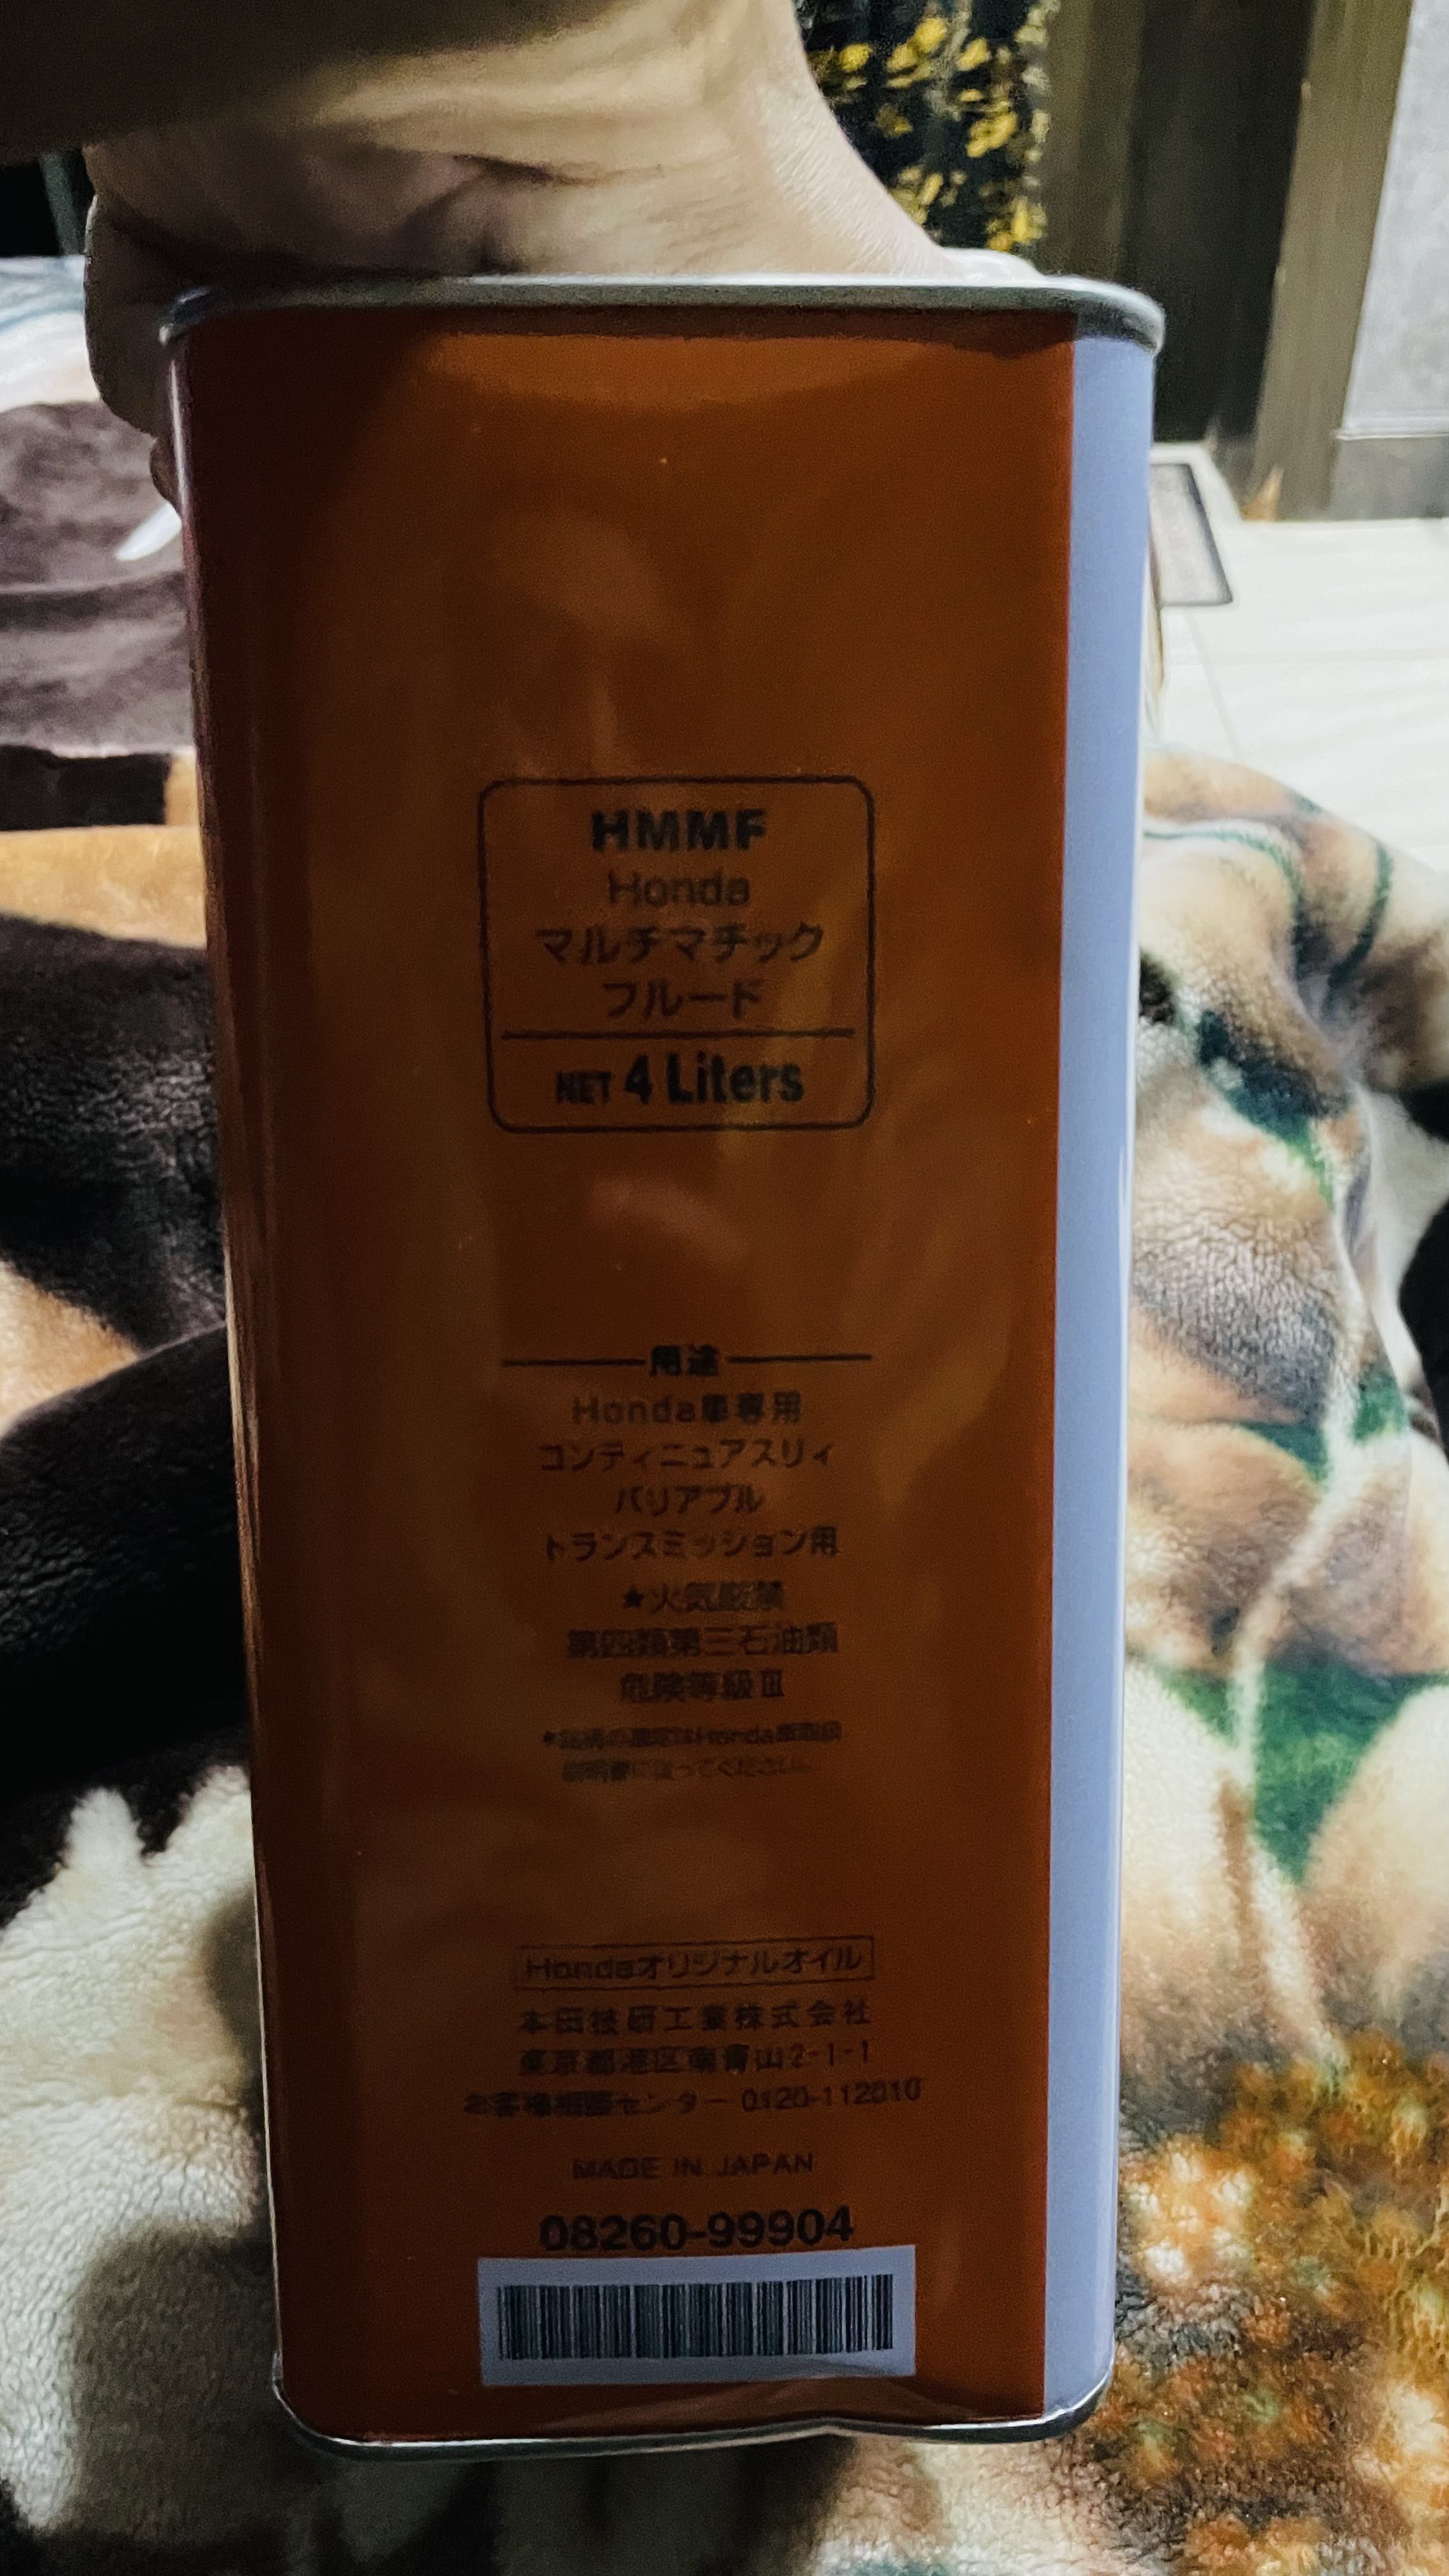 HMMF
Honda
マルチマチック
フルード
NET 4 Liters
用途
Honda車専用
コンティニュアスリィ
バリアブル
トランスミッション用
★火気厳禁
第四類第三石油類
危険等級Ⅲ
Hondaオリジナルオイル
本田技研工業株式会社
東京都港区南青山2-1-1
お客様相談センター 0120-112010
MADE IN JAPAN
08260-99904